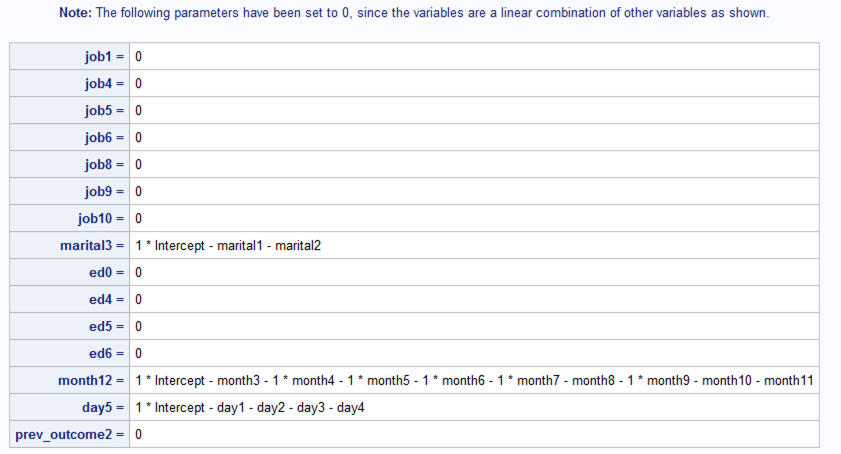 Note: The following parameters have been set to 0, since the variables are a linear combination of other variables as shown.
job1 = 0
job4 = 0
job5 = 0
job6 = 0
job8 = 0
job9 = 0
job10 = 0
marital3 = 1 * Intercept - marital1 - marital2
ed0 = 0
ed4 = 0
ed5 = 0
ed6 = 0
month12 = 1 * Intercept - month3 - 1 * month4 - 1 * month5 - 1 * month6 - 1 * month7 - month8 - 1 * month9 - month10 - month11
day5 = 1 * Intercept - day1 - day2 - day3 - day4
prev_outcome2 = 0